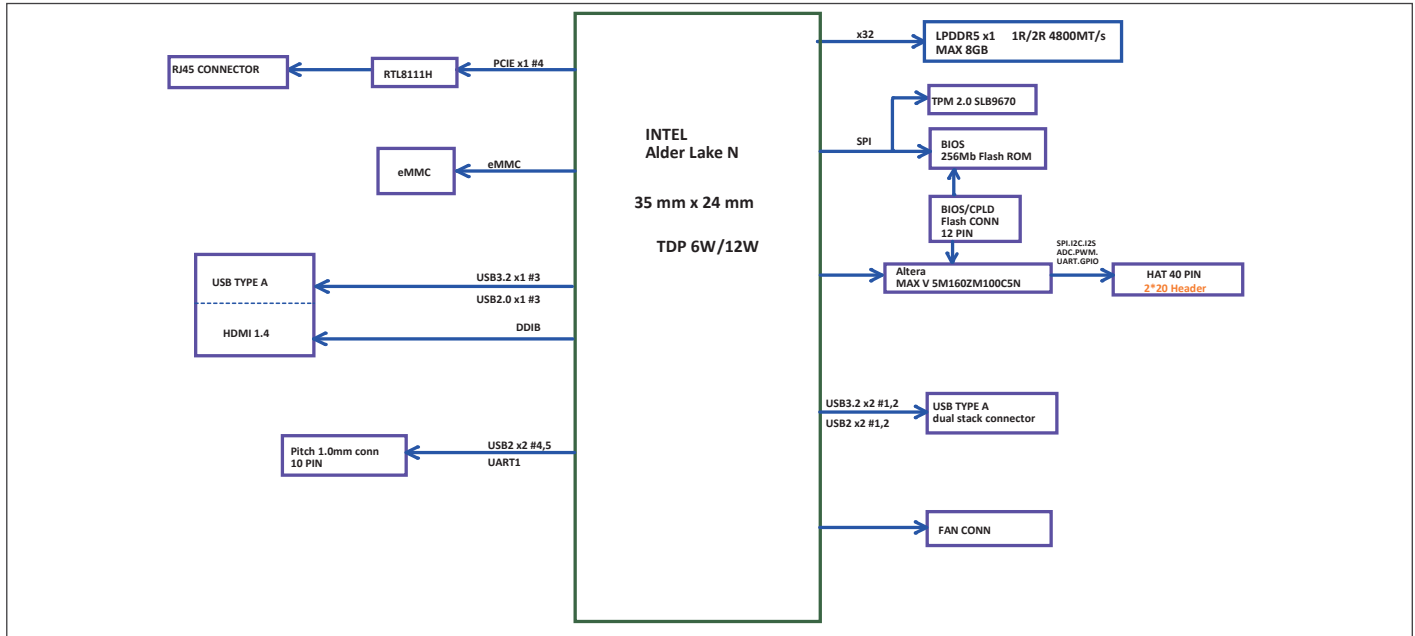 RJ45 CONNECTOR
RTL8111H
PCIE x1 #4
eMMC
eMMC
USB TYPE A
HDMI 1.4
USB3.2 x1 #3
USB2.0 x1 #3
DDIB
Pitch 1.0mm conn
10 PIN
USB2 x2 #4,5
UART1
INTEL
Alder Lake N
35 mm x 24 mm
TDP 6W/12W
x32
LPDDR5 x1 1R/2R 4800MT/s
MAX 8GB
TPM 2.0 SLB9670
SPI
BIOS
256Mb Flash ROM
BIOS/CPLD
Flash CONN
12 PIN
Altera
MAX V 5M160ZM100C5N
SPI.I2C.I2S
ADC.PWM.
UART.GPIO
HAT 40 PIN
2*20 Header
USB3.2 x2 #1,2
USB2 x2 #1,2
USB TYPE A
dual stack connector
FAN CONN